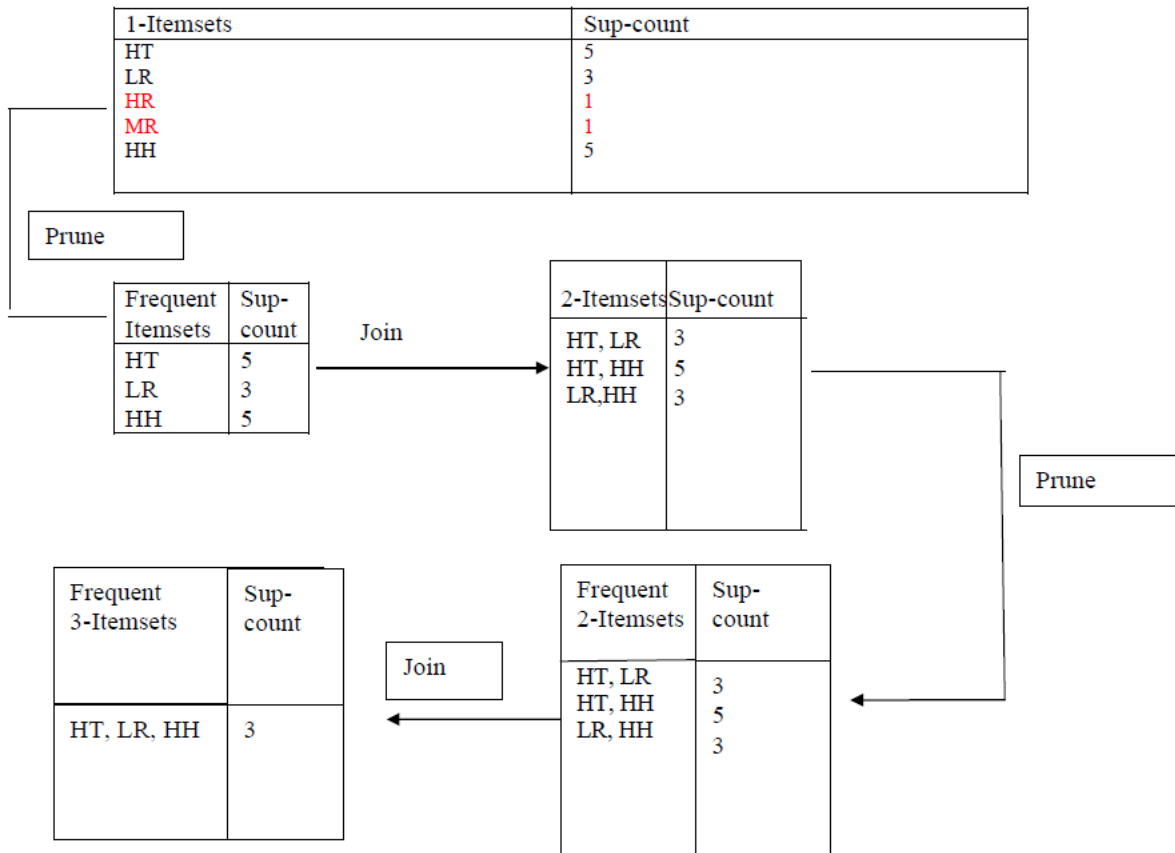 1-Itemsets Sup-count
HT 5
LR 3
HR 1
MR 1
HH 5
Prune
Frequent Sup-
Itemsets count
HT 5
LR 3
HH 5
Join
2-Itemsets Sup-count
HT, LR 3
HT, HH 5
LR,HH 3
Prune
Frequent Sup-
2-Itemsets count
HT, LR 3
HT, HH 5
LR, HH 3
Join
Frequent Sup-
3-Itemsets count
HT, LR, HH 3